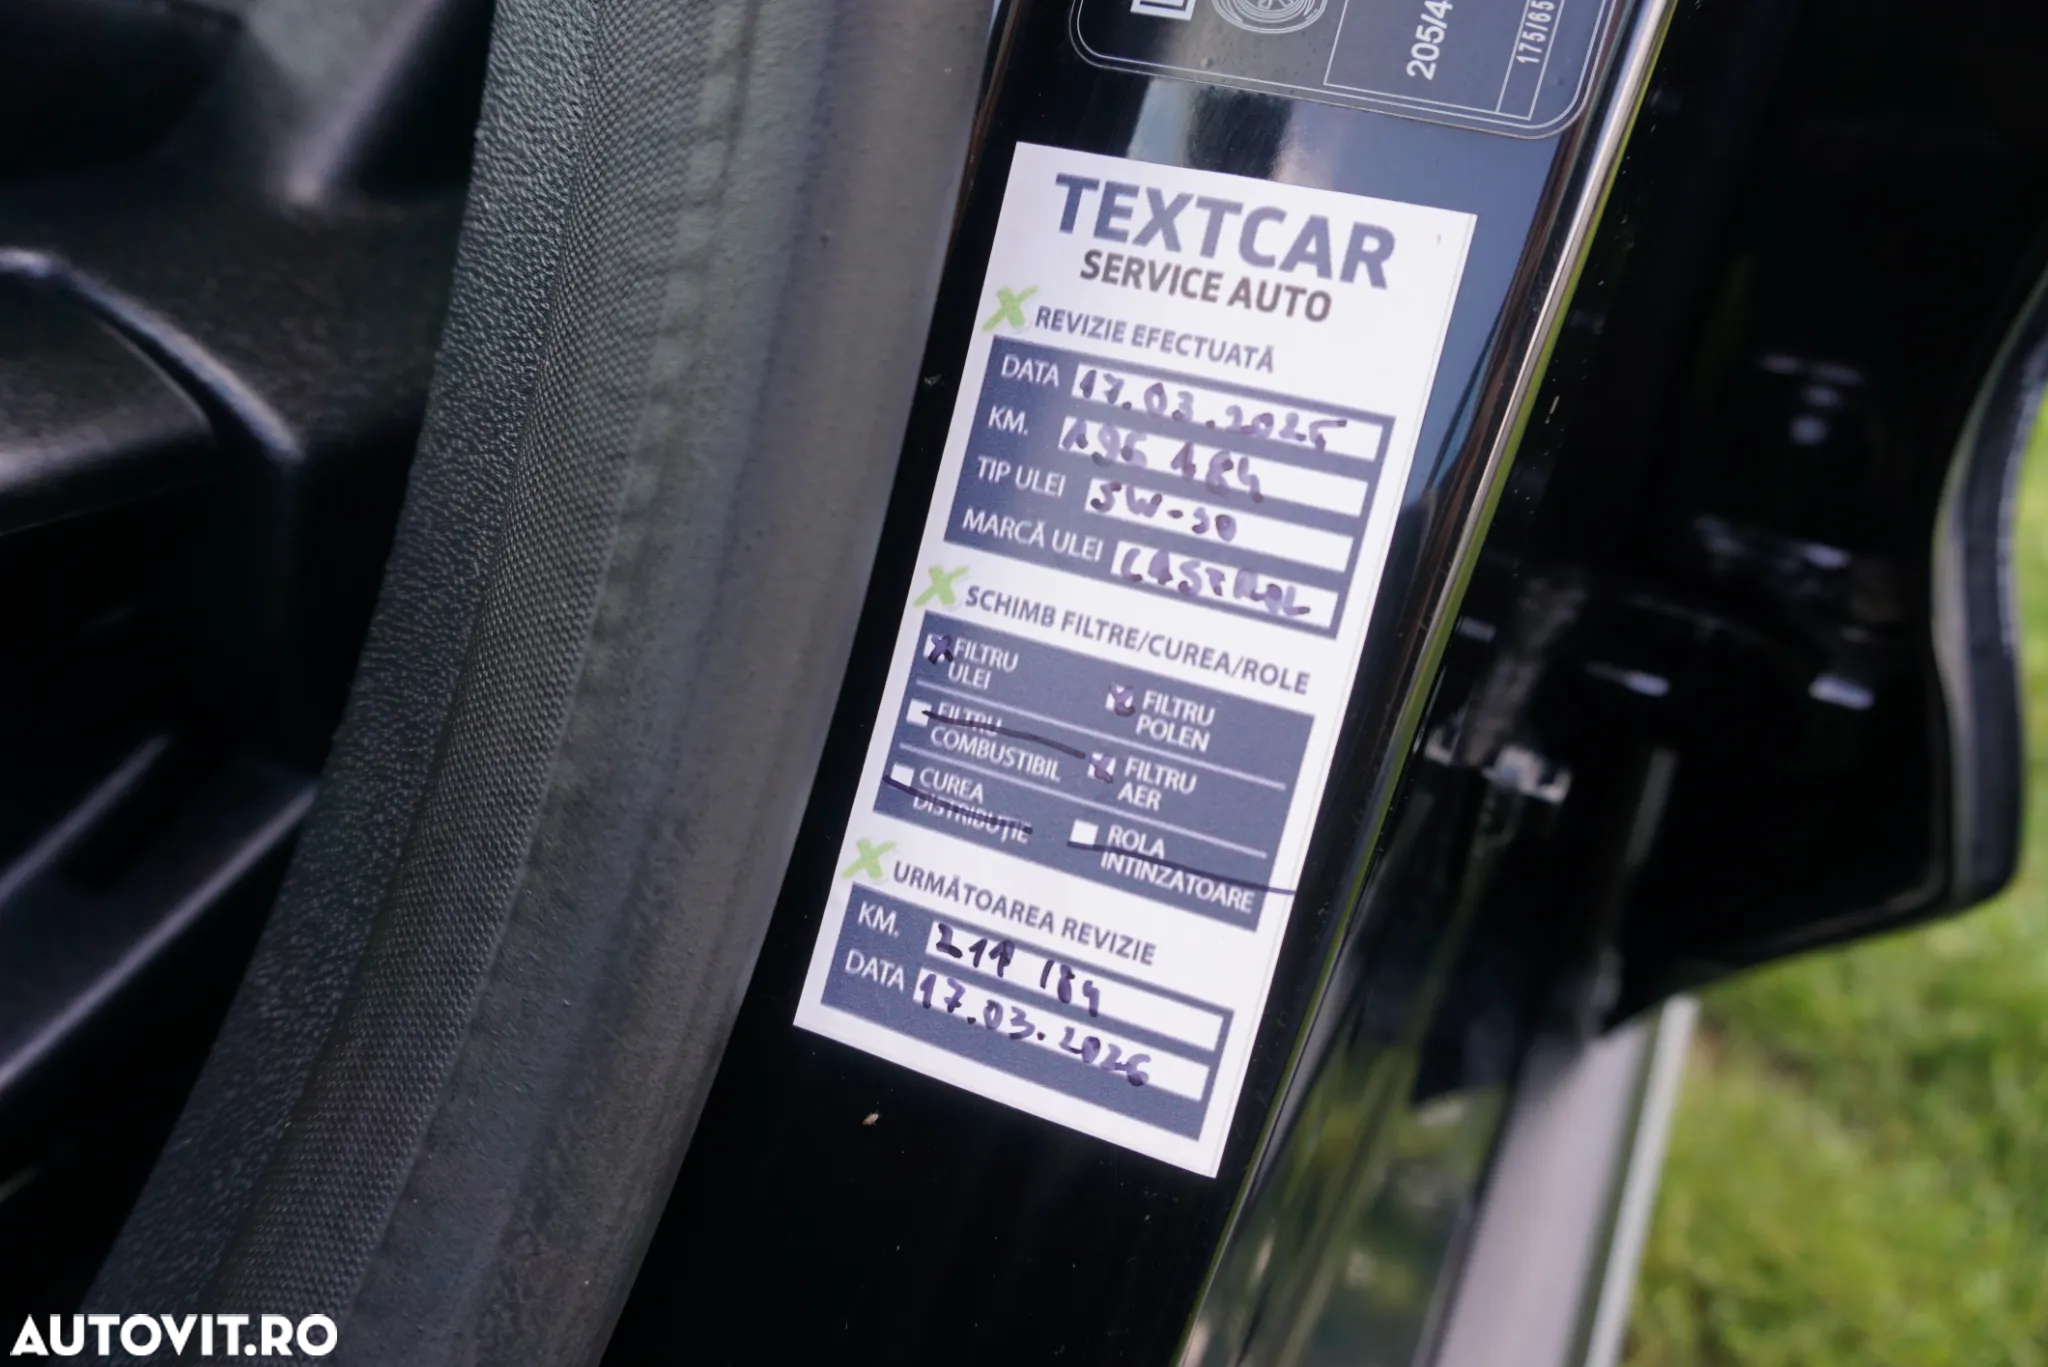 205/4
175/65
TEXTCAR
SERVICE AUTO
REVIZIE EFECTUATĂ
DATA 17.03.2025
KM. 196 184
TIP ULEI 5W-30
MARCĂ ULEI CASTROL
SCHIMB FILTRE/CUREA/ROLE
FILTRU ULEI
FILTRU POLEN
FILTRU COMBUSTIBIL
FILTRU AER
CUREA DISTRIBUȚIE
ROLA INTINZATOARE
URMĂTOAREA REVIZIE
KM. 211 184
DATA 17.03.2026
AUTOVIT.RO